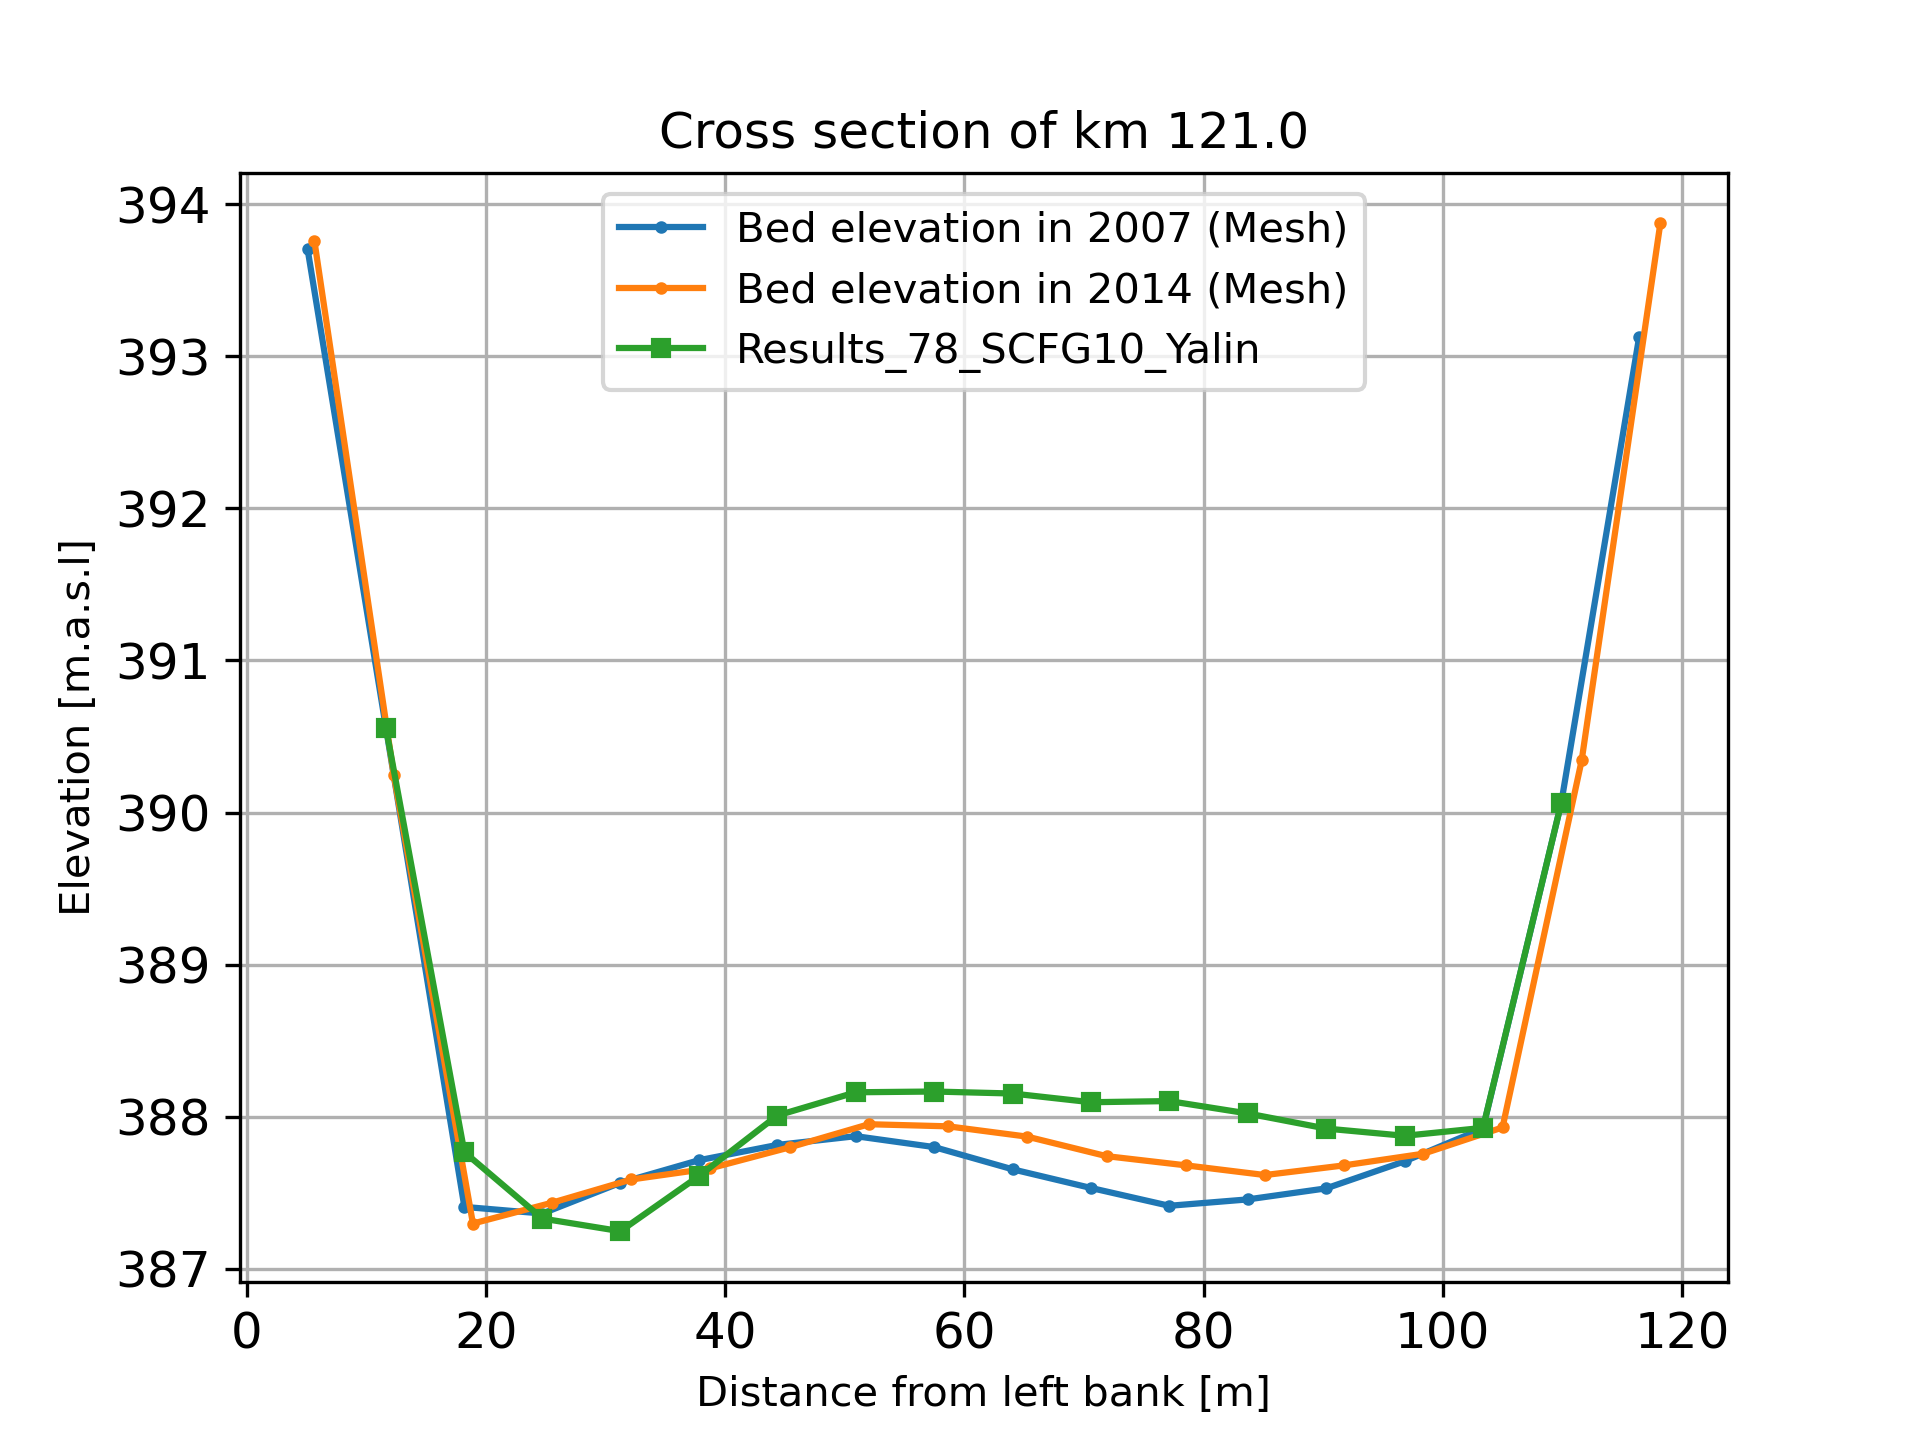 Cross section of km 121.0
Bed elevation in 2007 (Mesh)
Bed elevation in 2014 (Mesh)
Results_78_SCFG10_Yalin
Elevation [m.a.s.l]
394
393
392
391
390
389
388
387
0 20 40 60 80 100 120
Distance from left bank [m]